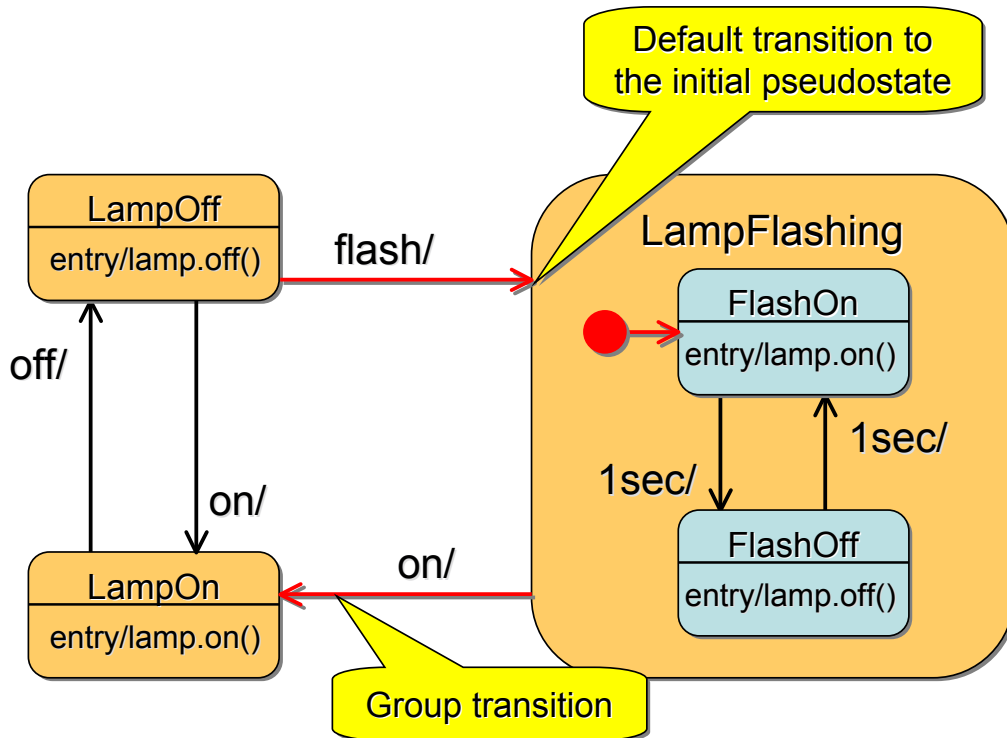 Default transition to
the initial pseudostate
LampOff
entry/lamp.off()
flash/
LampFlashing
FlashOn
entry/lamp.on()
off/
on/
1sec/
1sec/
LampOn
entry/lamp.on()
on/
FlashOff
entry/lamp.off()
Group transition